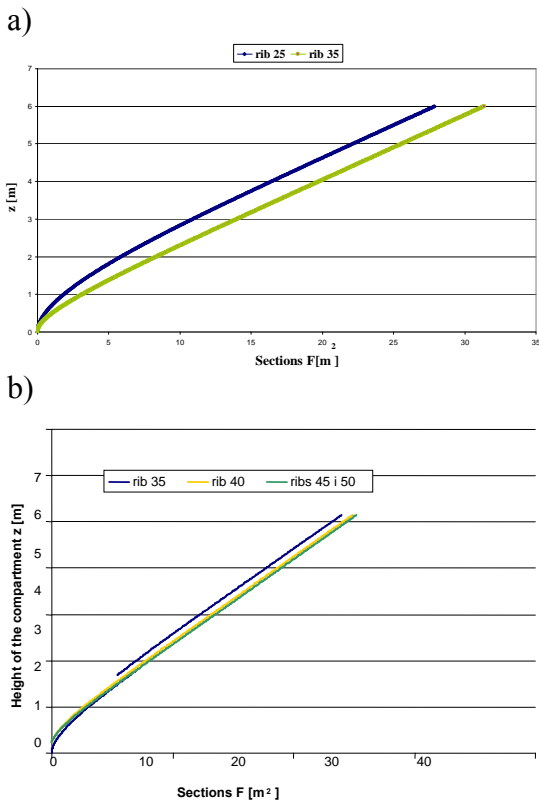 a)
rib 25 rib 35
7
6
5
4
3
2
1
0
z [m]
0 5 10 15 20 25 30 35
Sections F[m 2 ]
b)
7
6
5
4
3
2
1
0
rib 35 rib 40 ribs 45 i 50
Height of the compartment z [m]
0 10 20 30 40
Sections F [m²]